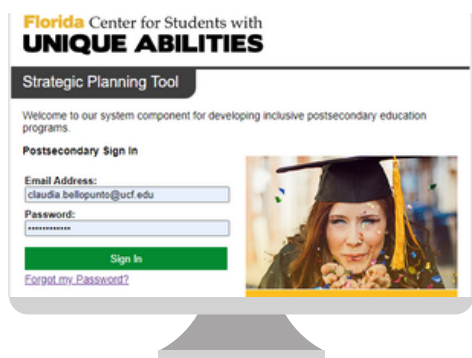 Florida Center for Students with
UNIQUE ABILITIES
Strategic Planning Tool
Welcome to our system component for developing inclusive postsecondary education
programs.
Postsecondary Sign In
Email Address:
claudia.bellopunto@ucf.edu
Password:
••••••••••••
Sign In
Forgot my Password?